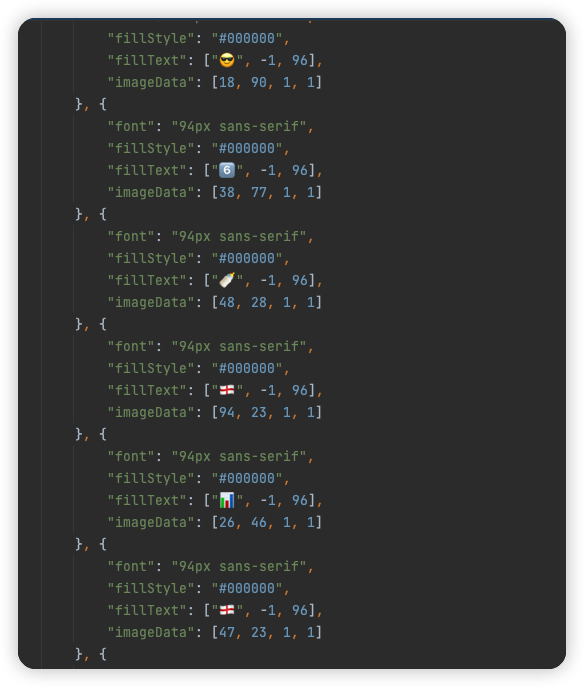 "fillStyle": "#000000",
"fillText": ["😎", -1, 96],
"imageData": [18, 90, 1, 1]
}, {
"font": "94px sans-serif",
"fillStyle": "#000000",
"fillText": ["6️⃣", -1, 96],
"imageData": [38, 77, 1, 1]
}, {
"font": "94px sans-serif",
"fillStyle": "#000000",
"fillText": ["🍼", -1, 96],
"imageData": [48, 28, 1, 1]
}, {
"font": "94px sans-serif",
"fillStyle": "#000000",
"fillText": ["🏴󠁧󠁢󠁥󠁮󠁧󠁿", -1, 96],
"imageData": [94, 23, 1, 1]
}, {
"font": "94px sans-serif",
"fillStyle": "#000000",
"fillText": ["📊", -1, 96],
"imageData": [26, 46, 1, 1]
}, {
"font": "94px sans-serif",
"fillStyle": "#000000",
"fillText": ["🏴󠁧󠁢󠁥󠁮󠁧󠁿", -1, 96],
"imageData": [47, 23, 1, 1]
}, {